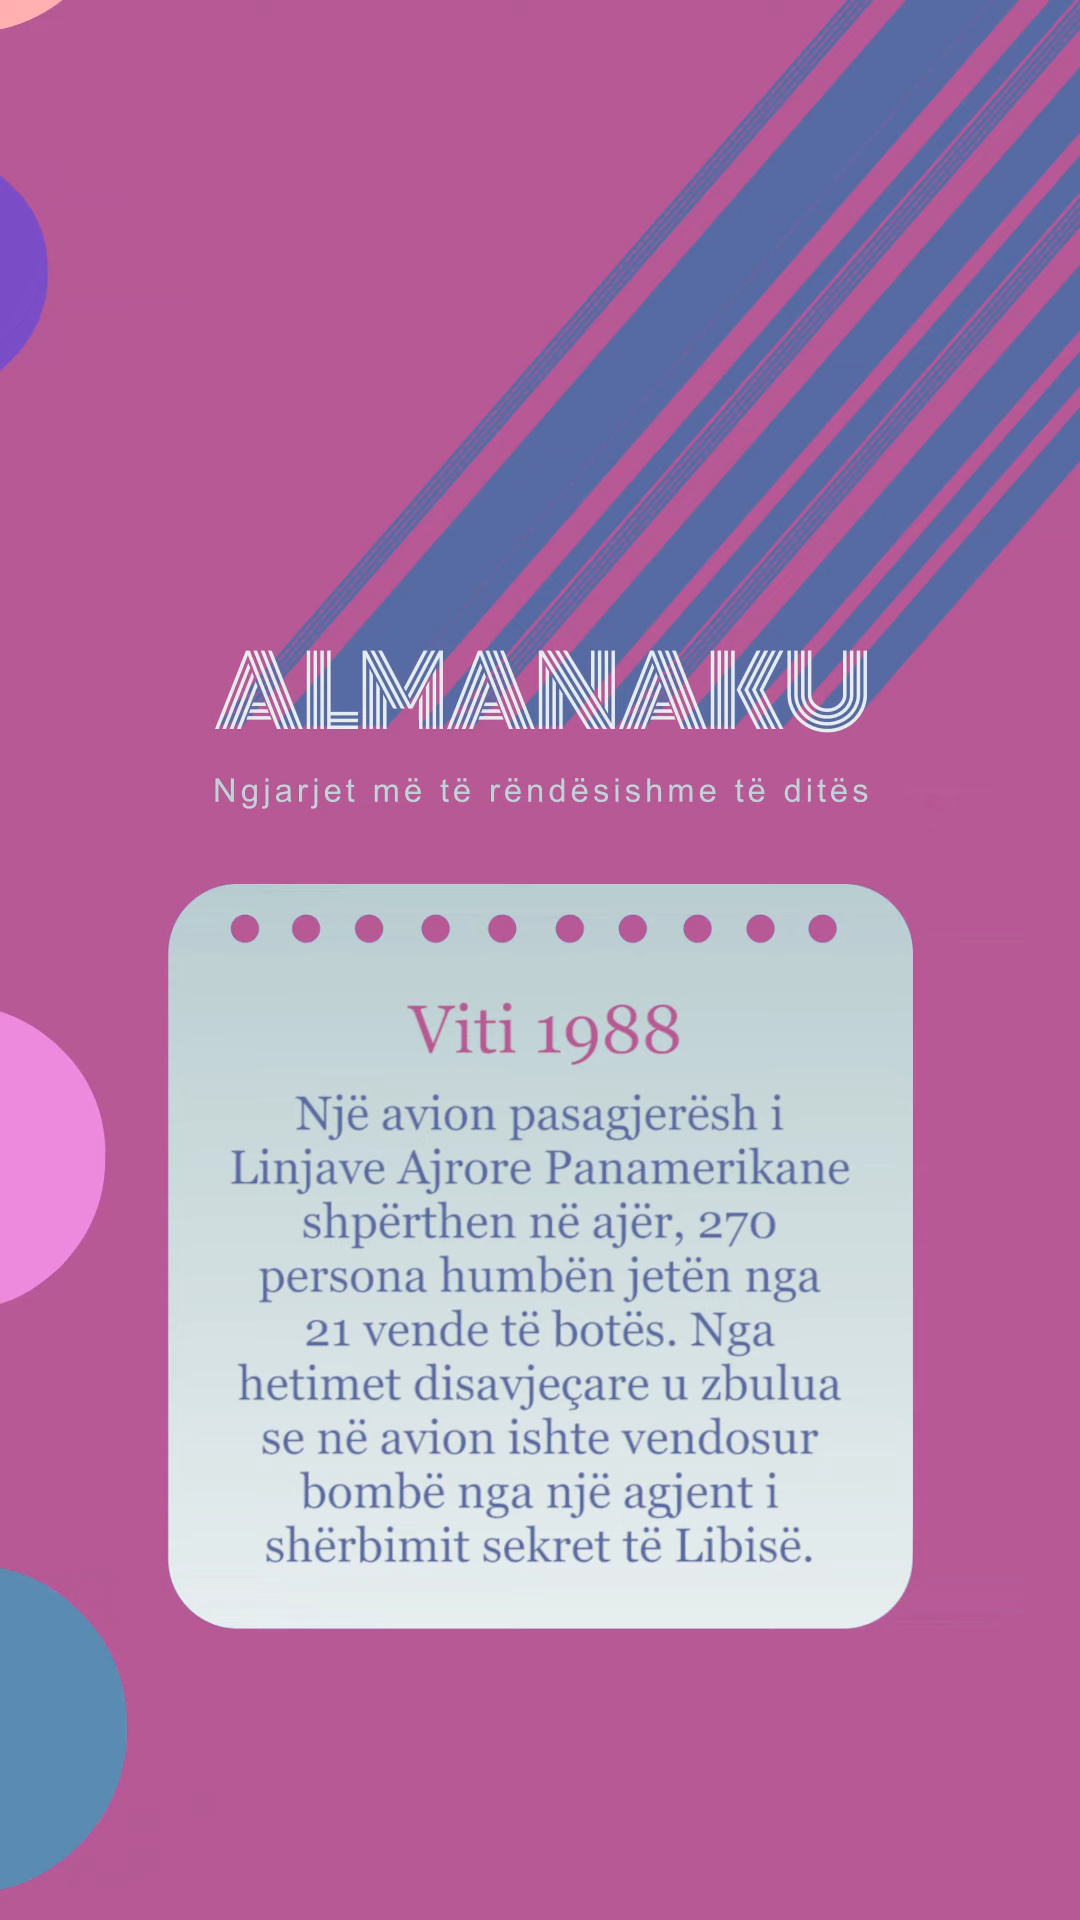 ALMANAKU
Ngjarjet më të rëndësishme të ditës
Viti 1988
Një avion pasagjerësh i
Linjave Ajrore Panamerikane
shpërthen në ajër, 270
persona humbën jetën nga
21 vende të botës. Nga
hetimet disavjeçare u zbulua
se në avion ishte vendosur
bombë nga një agjent i
shërbimit sekret të Libisë.